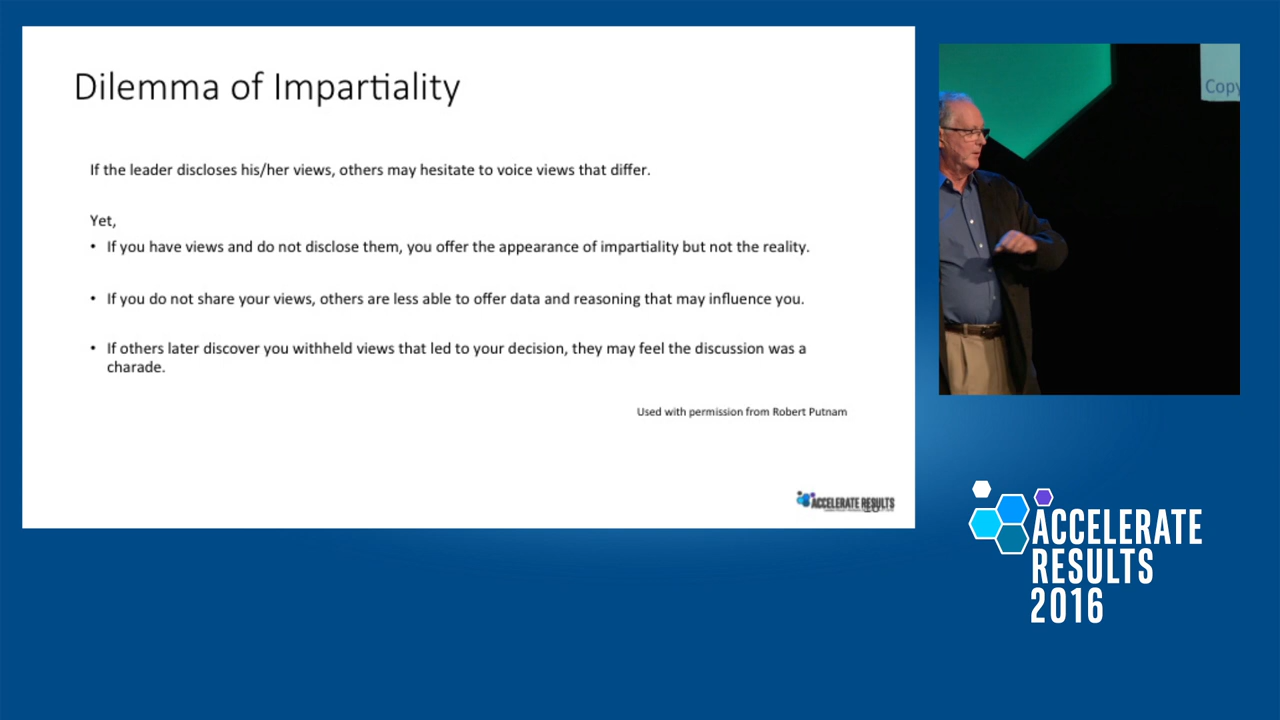 Dilemma of Impartiality
If the leader discloses his/her views, others may hesitate to voice views that differ.
Yet,
• If you have views and do not disclose them, you offer the appearance of impartiality but not the reality.
• If you do not share your views, others are less able to offer data and reasoning that may influence you.
• If others later discover you withheld views that led to your decision, they may feel the discussion was a
charade.
Used with permission from Robert Putnam
ACCELERATE RESULTS
Copy
ACCELERATE
RESULTS
2016